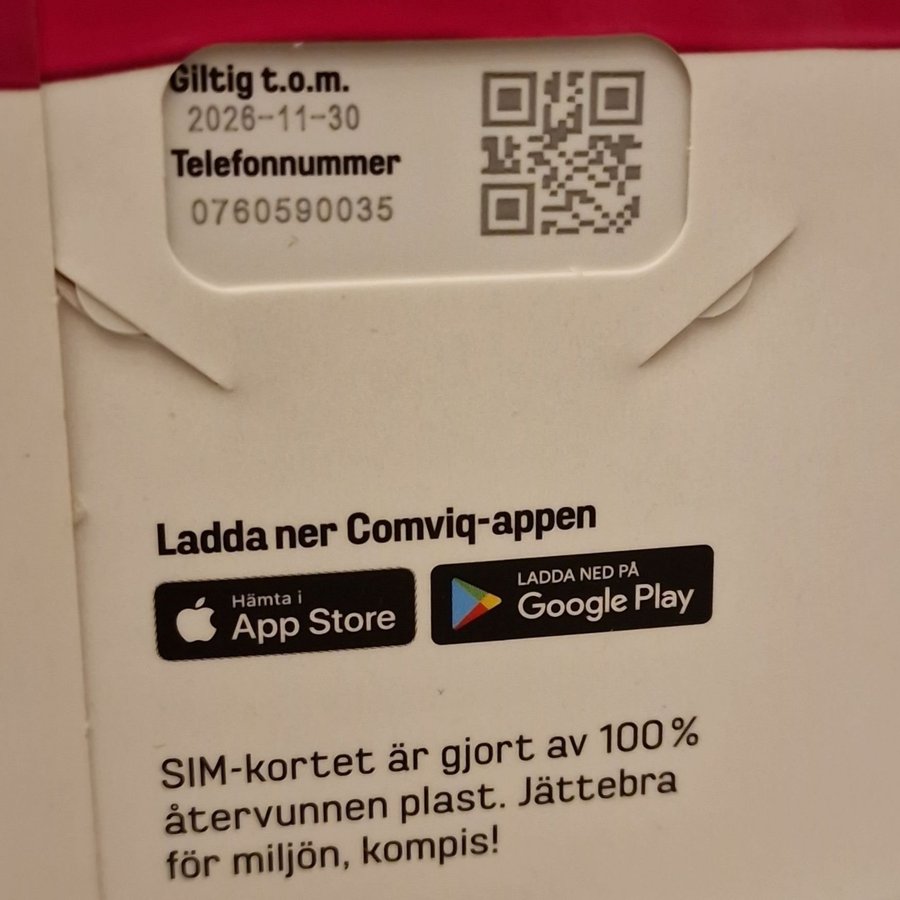 Giltig t.o.m.
2026-11-30
Telefonnummer
0760590035
Ladda ner Comviq-appen
Hämta i
App Store
LADDA NED PÅ
Google Play
SIM-kortet är gjort av 100%
återvunnen plast. Jättebra
för miljön, kompis!